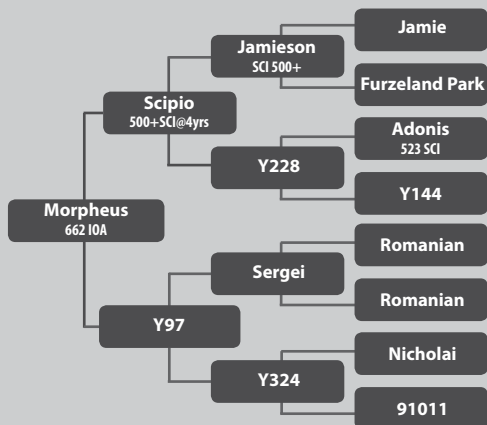 Jamie
Jamieson
SCI 500+
Furzeland Park
Scipio
500+SCI@4yrs
Adonis
523 SCI
Y228
Y144
Morpheus
662 IOA
Romanian
Sergei
Romanian
Y97
Nicholai
Y324
91011